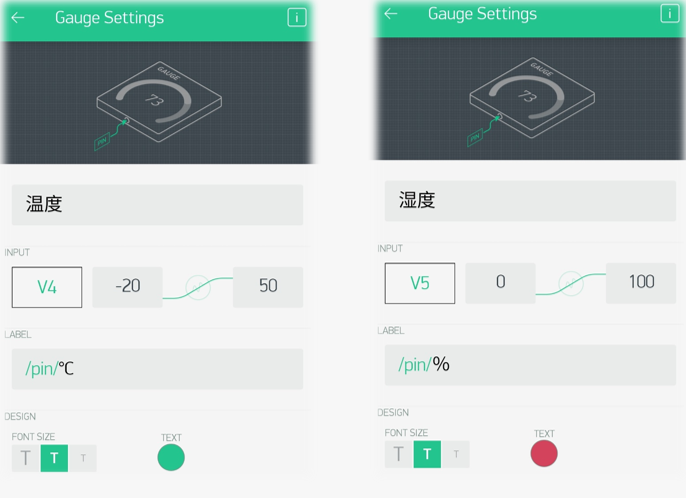 Gauge Settings
i
GAUGE
73
PIN
温度
INPUT
V4
-20
50
LABEL
/pin/℃
DESIGN
FONT SIZE
TEXT
T T T
Gauge Settings
i
GAUGE
73
PIN
湿度
INPUT
V5
0
100
LABEL
/pin/%
DESIGN
FONT SIZE
TEXT
T T T